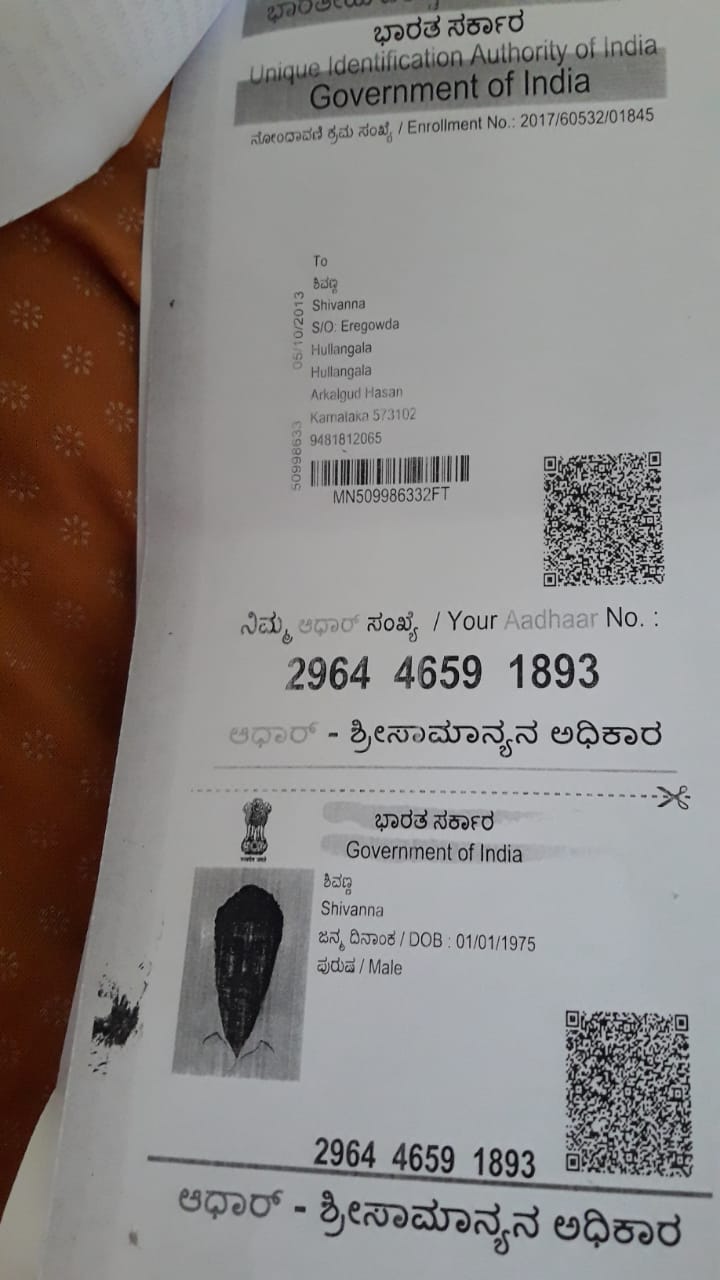 ಭಾರತೀಯ
ಭಾರತ ಸರ್ಕಾರ
Unique Identification Authority of India
Government of India
ನೋಂದಾವಣಿ ಕ್ರಮ ಸಂಖ್ಯೆ / Enrollment No.: 2017/60532/01845
To
ಶಿವಣ್ಣ
Shivanna
S/O: Eregowda
Hullangala
Hullangala
Arkalgud Hasan
Karnataka 573102
9481812065
05/10/2013
50998633
MN509986332FT
ನಿಮ್ಮ ಆಧಾರ್ ಸಂಖ್ಯೆ / Your Aadhaar No. :
2964 4659 1893
ಆಧಾರ್ - ಶ್ರೀಸಾಮಾನ್ಯನ ಅಧಿಕಾರ
ಭಾರತ ಸರ್ಕಾರ
Government of India
ಶಿವಣ್ಣ
Shivanna
ಜನ್ಮ ದಿನಾಂಕ / DOB : 01/01/1975
ಪುರುಷ / Male
2964 4659 1893
ಆಧಾರ್ - ಶ್ರೀಸಾಮಾನ್ಯನ ಅಧಿಕಾರ